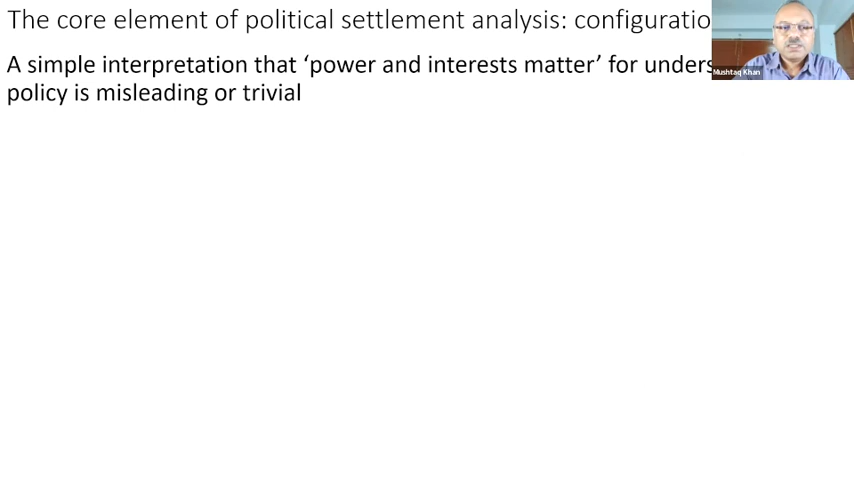 The core element of political settlement analysis: configuratio
A simple interpretation that ‘power and interests matter’ for unders
policy is misleading or trivial
Mushtaq Khan